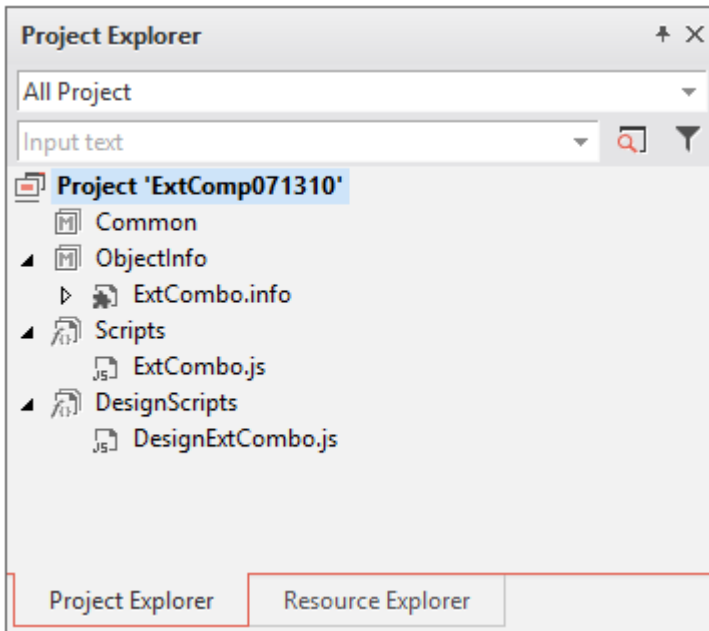 Project Explorer
All Project
Input text
Project 'ExtComp071310'
Common
ObjectInfo
ExtCombo.info
Scripts
ExtCombo.js
DesignScripts
DesignExtCombo.js
Project Explorer Resource Explorer